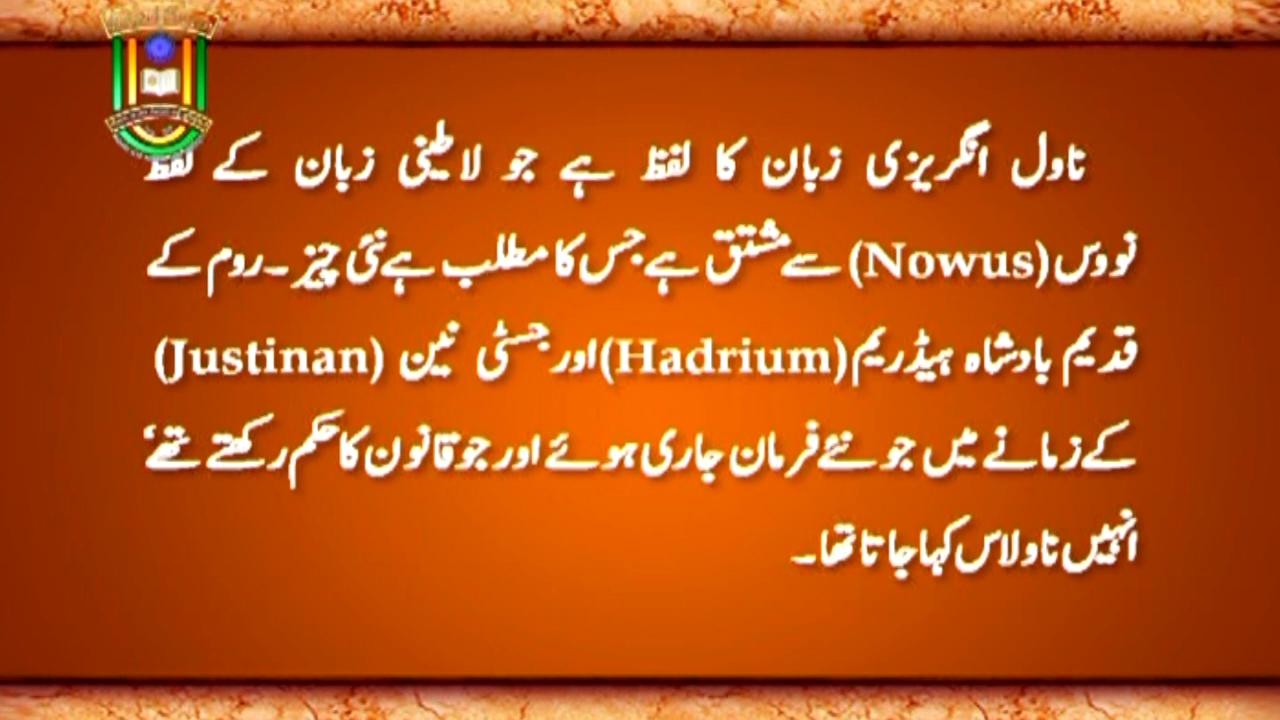 ناول انگریزی زبان کا لفظ ہے جو لاطینی زبان کے لفظ
نووس (Nowus) سے مشتق ہے جس کا مطلب ہے نئی چیز ۔ روم کے
قدیم بادشاہ ہیڈریم (Hadrium) اور جسٹی نین (Justinan)
کے زمانے میں جو نئے فرمان جاری ہوئے اور جو قانون کا حکم رکھتے تھے‘
انہیں ناولاس کہا جاتا تھا ۔